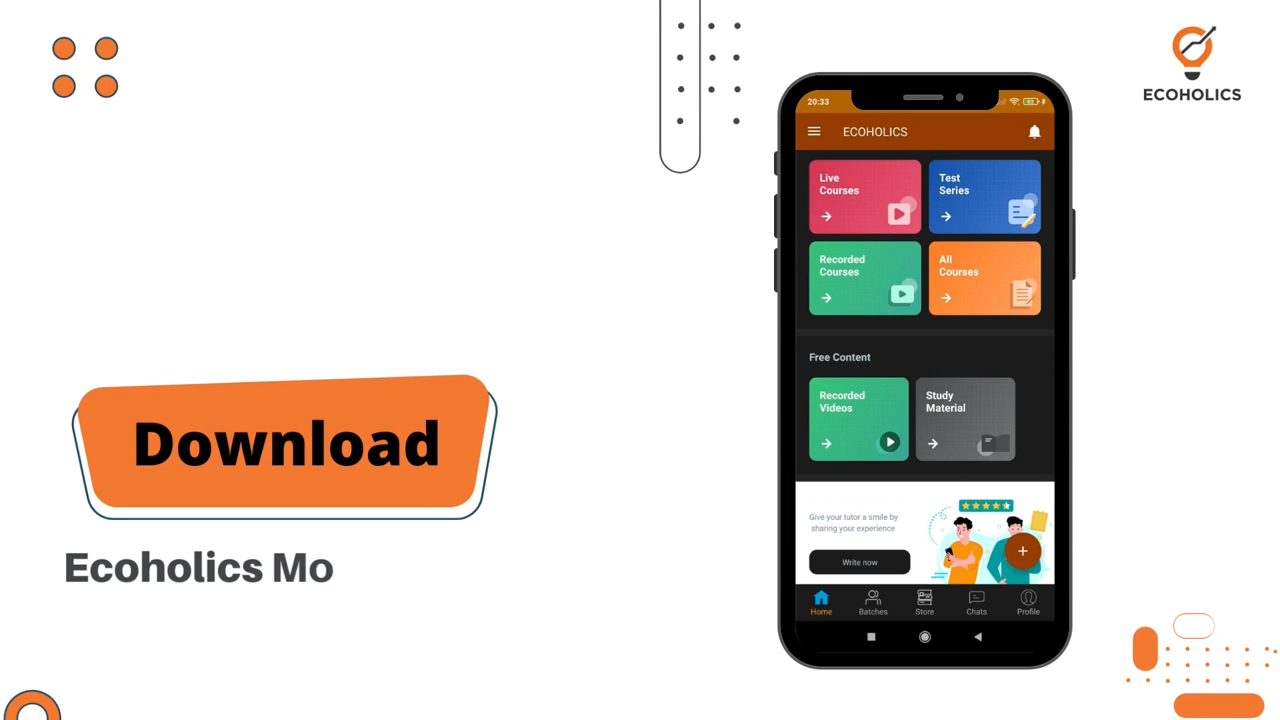 Download
Ecoholics Mo
ECOHOLICS
20:33
ECOHOLICS
Live
Courses
Test
Series
Recorded
Courses
All
Courses
Free Content
Recorded
Videos
Study
Material
Give your tutor a smile by
sharing your experience
Write now
Home
Batches
Store
Chats
Profile